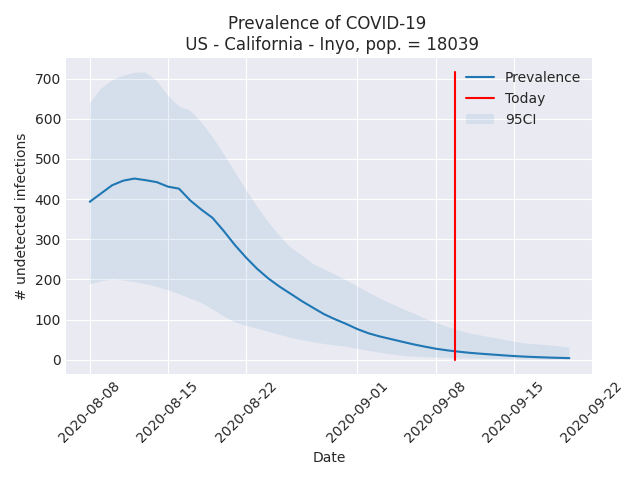 Prevalence of COVID-19
US - California - Inyo, pop. = 18039
Prevalence
Today
95CI
# undetected infections
700
600
500
400
300
200
100
0
2020-08-08
2020-08-15
2020-08-22
2020-09-01
2020-09-08
2020-09-15
2020-09-22
Date